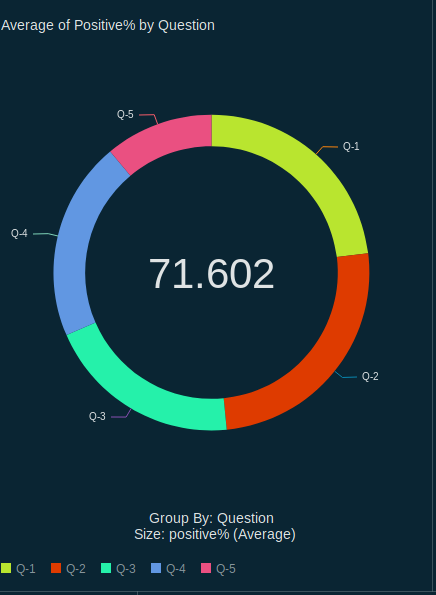 Average of Positive% by Question
Q-5
Q-1
Q-4
71.602
Q-2
Q-3
Group By: Question
Size: positive% (Average)
Q-1 Q-2 Q-3 Q-4 Q-5